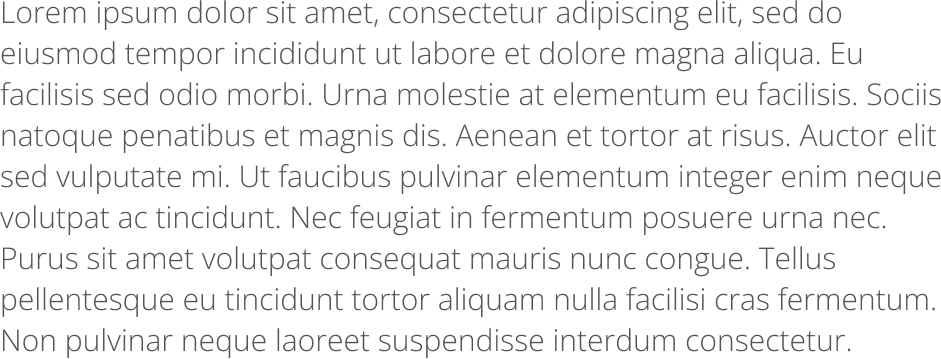 Lorem ipsum dolor sit amet, consectetur adipiscing elit, sed do
eiusmod tempor incididunt ut labore et dolore magna aliqua. Eu
facilisis sed odio morbi. Urna molestie at elementum eu facilisis. Sociis
natoque penatibus et magnis dis. Aenean et tortor at risus. Auctor elit
sed vulputate mi. Ut faucibus pulvinar elementum integer enim neque
volutpat ac tincidunt. Nec feugiat in fermentum posuere urna nec.
Purus sit amet volutpat consequat mauris nunc congue. Tellus
pellentesque eu tincidunt tortor aliquam nulla facilisi cras fermentum.
Non pulvinar neque laoreet suspendisse interdum consectetur.